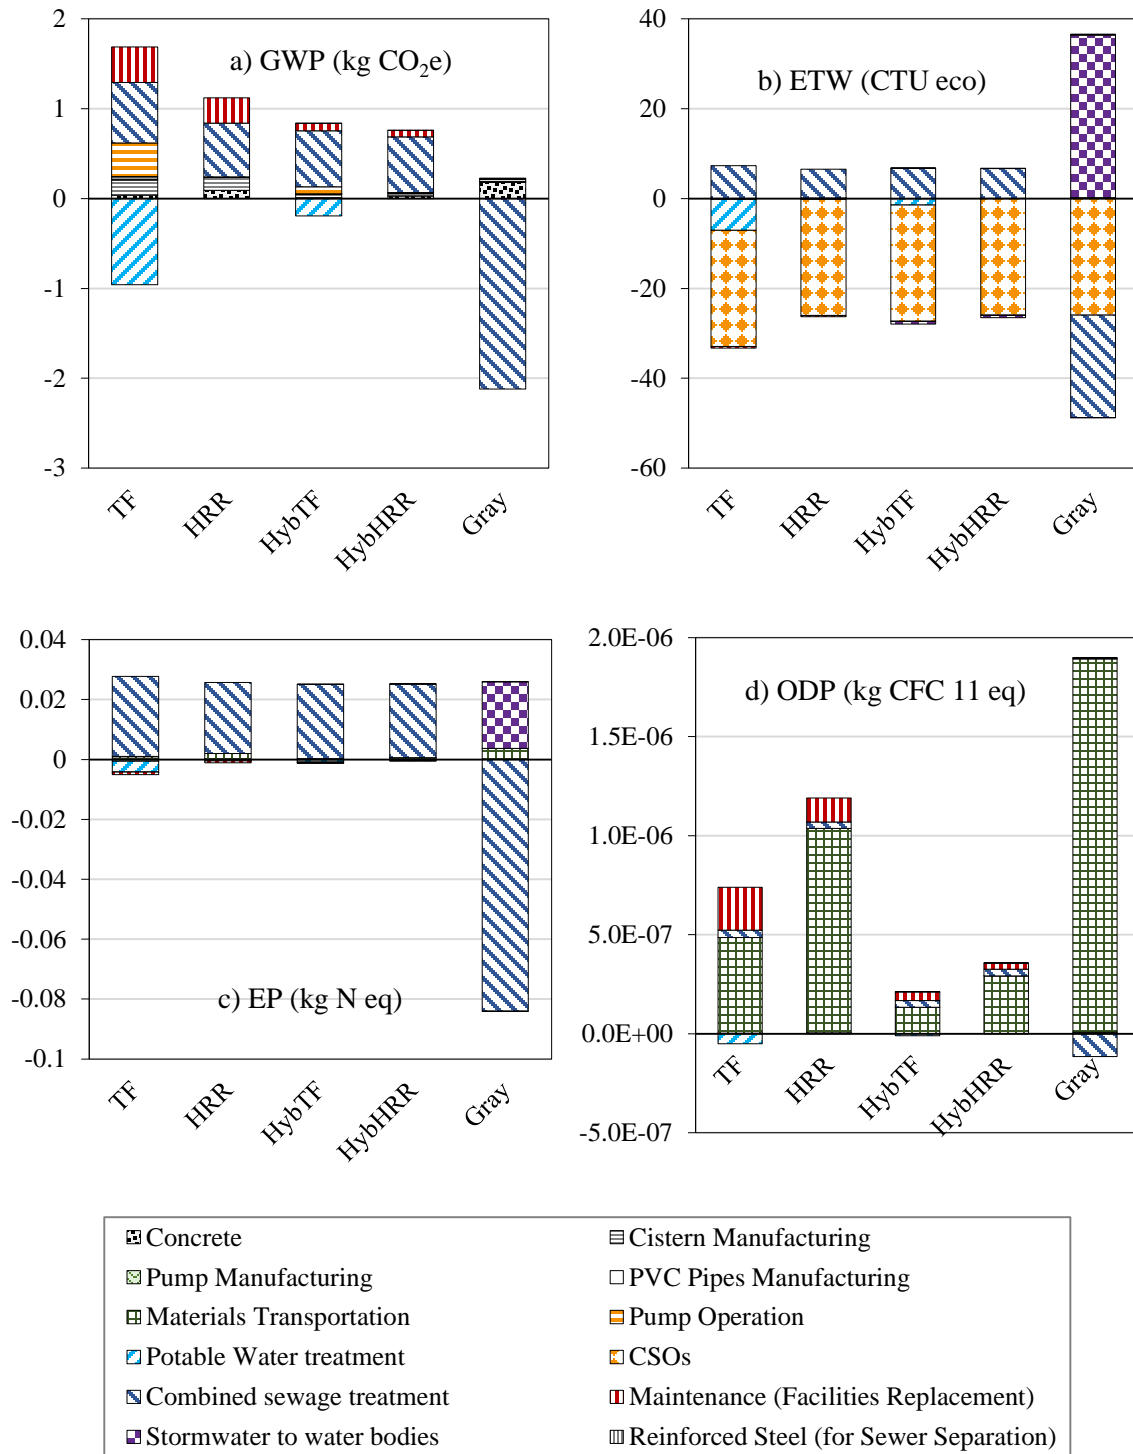 a) GWP (kg CO₂e)
2
1
0
-1
-2
-3
TF
HRR
HybTF
HybHRR
Gray
b) ETW (CTU eco)
40
20
0
-20
-40
-60
TF
HRR
HybTF
HybHRR
Gray
c) EP (kg N eq)
0.04
0.02
0
-0.02
-0.04
-0.06
-0.08
-0.1
TF
HRR
HybTF
HybHRR
Gray
d) ODP (kg CFC 11 eq)
2.0E-06
1.5E-06
1.0E-06
5.0E-07
0.0E+00
-5.0E-07
TF
HRR
HybTF
HybHRR
Gray
Concrete
Cistern Manufacturing
Pump Manufacturing
PVC Pipes Manufacturing
Materials Transportation
Pump Operation
Potable Water treatment
CSOs
Combined sewage treatment
Maintenance (Facilities Replacement)
Stormwater to water bodies
Reinforced Steel (for Sewer Separation)